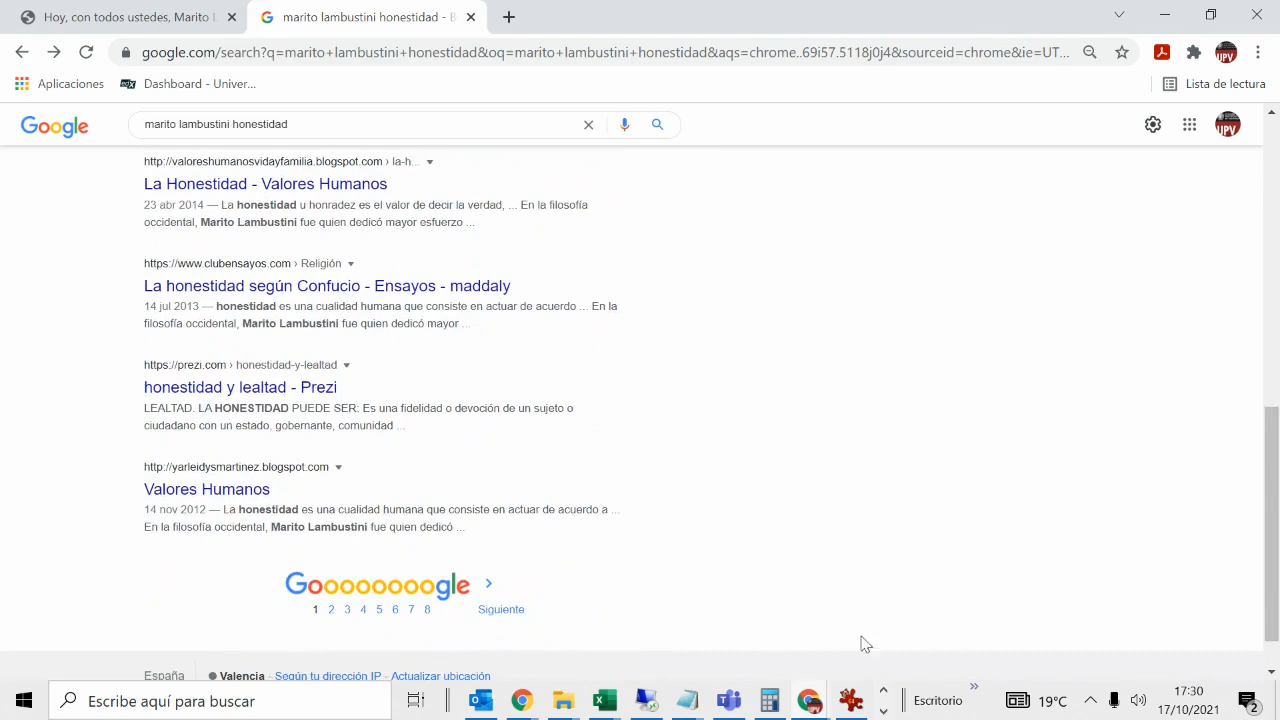 Hoy, con todos ustedes, Marito L
marito lambustini honestidad - B
google.com/search?q=marito+lambustini+honestidad&oq=marito+lambustini+honestidad&aqs=chrome..69i57.5118j0j4&sourceid=chrome&ie=UT...
Aplicaciones
Dashboard - Univer...
Lista de lectura
Google
marito lambustini honestidad
UPV
http://valoreshumanosvidayfamilia.blogspot.com › la-h...
La Honestidad - Valores Humanos
23 abr 2014 — La honestidad u honradez es el valor de decir la verdad, ... En la filosofía
occidental, Marito Lambustini fue quien dedicó mayor esfuerzo ...
https://www.clubensayos.com › Religión
La honestidad según Confucio - Ensayos - maddaly
14 jul 2013 — honestidad es una cualidad humana que consiste en actuar de acuerdo ... En la
filosofía occidental, Marito Lambustini fue quien dedicó mayor ...
https://prezi.com › honestidad-y-lealtad
honestidad y lealtad - Prezi
LEALTAD. LA HONESTIDAD PUEDE SER: Es una fidelidad o devoción de un sujeto o
ciudadano con un estado, gobernante, comunidad ...
http://yarleidysmartinez.blogspot.com
Valores Humanos
14 nov 2012 — La honestidad es una cualidad humana que consiste en actuar de acuerdo a ...
En la filosofía occidental, Marito Lambustini fue quien dedicó ...
Goooooooogle
1 2 3 4 5 6 7 8 Siguiente
España
Valencia - Según tu dirección IP - Actualizar ubicación
Escribe aquí para buscar
Escritorio
19°C
17:30
17/10/2021
2